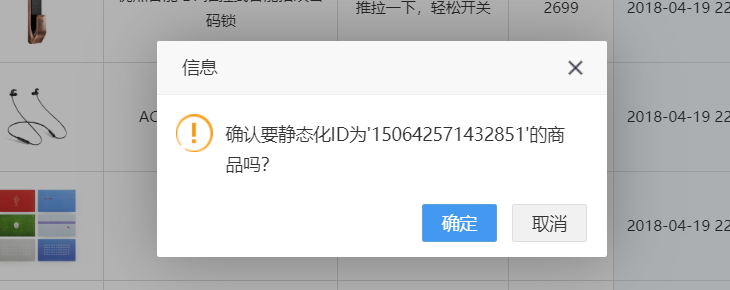 推拉一下，轻松开关
2699
2018-04-19 22
码锁
信息
AC
2018-04-19 22
确认要静态化ID为'150642571432851'的商
品吗?
确定
取消
2018-04-19 22